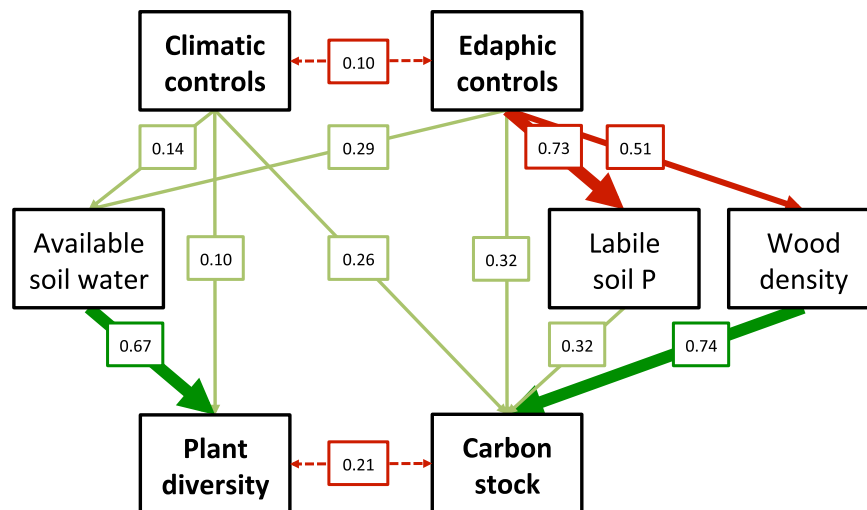 Climatic
controls
0.10
Edaphic
controls
0.14
0.29
0.73
0.51
Available
soil water
0.10
0.26
0.32
Labile
soil P
Wood
density
0.67
0.32
0.74
Plant
diversity
0.21
Carbon
stock